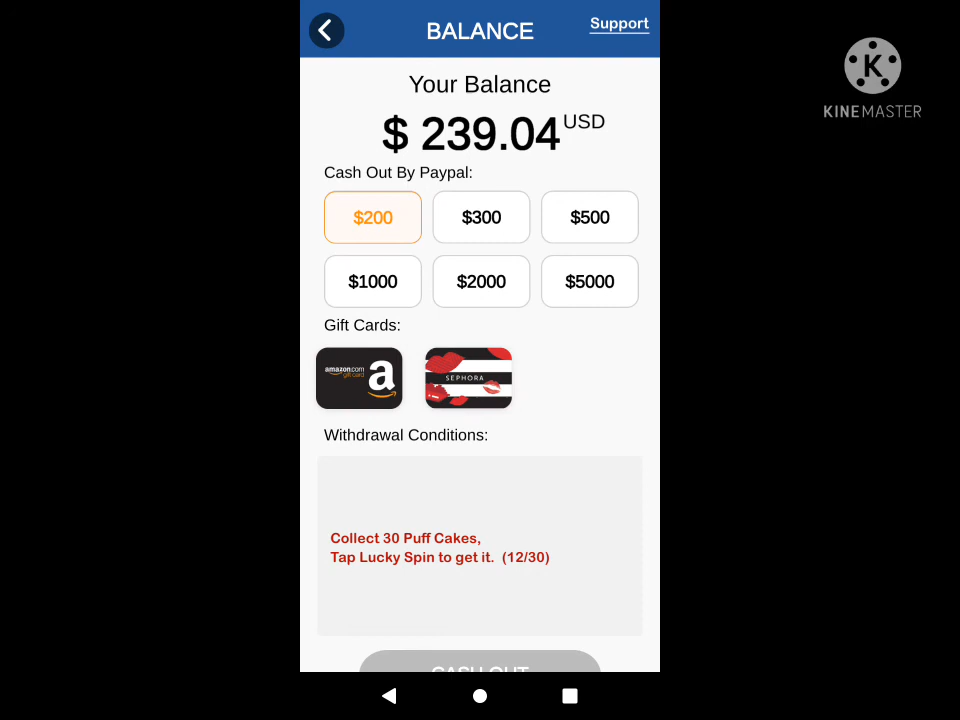 BALANCE
Support
Your Balance
$ 239.04 USD
Cash Out By Paypal:
$200 $300 $500
$1000 $2000 $5000
Gift Cards:
amazon.com
gift card
a
SEPHORA
Withdrawal Conditions:
Collect 30 Puff Cakes,
Tap Lucky Spin to get it. (12/30)
CASH OUT
K
KINEMASTER